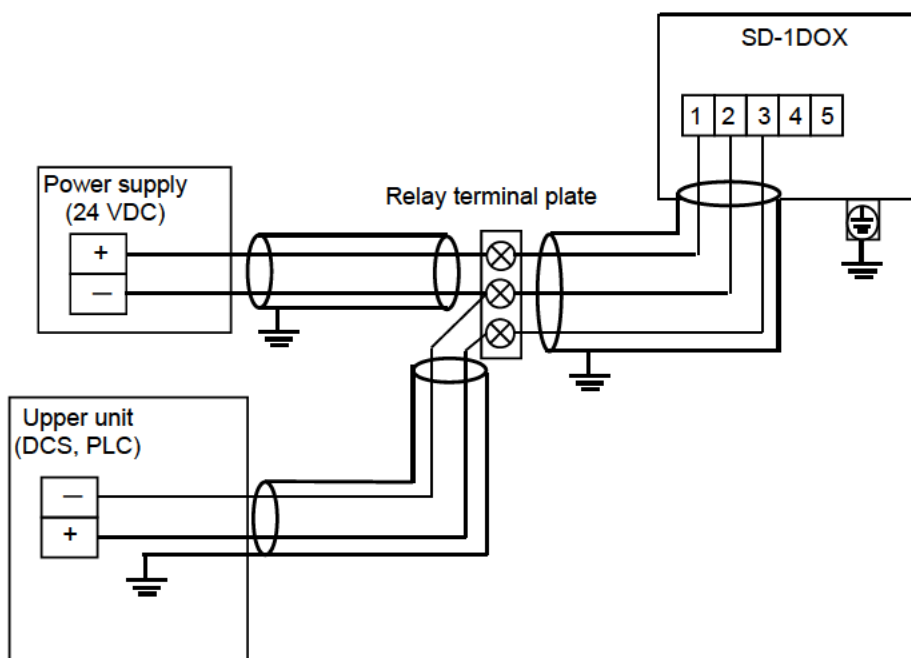 SD-1DOX
1 2 3 4 5
Power supply
(24 VDC)
+
—
Relay terminal plate
Upper unit
(DCS, PLC)
—
+